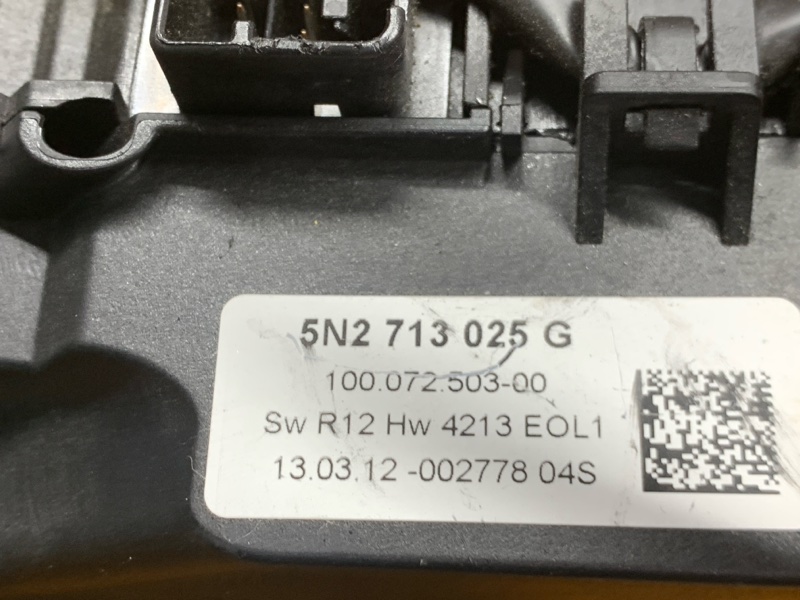 5N2 713 025 G
100.072.503-00
Sw R12 Hw 4213 EOL1
13.03.12 -002778 04S